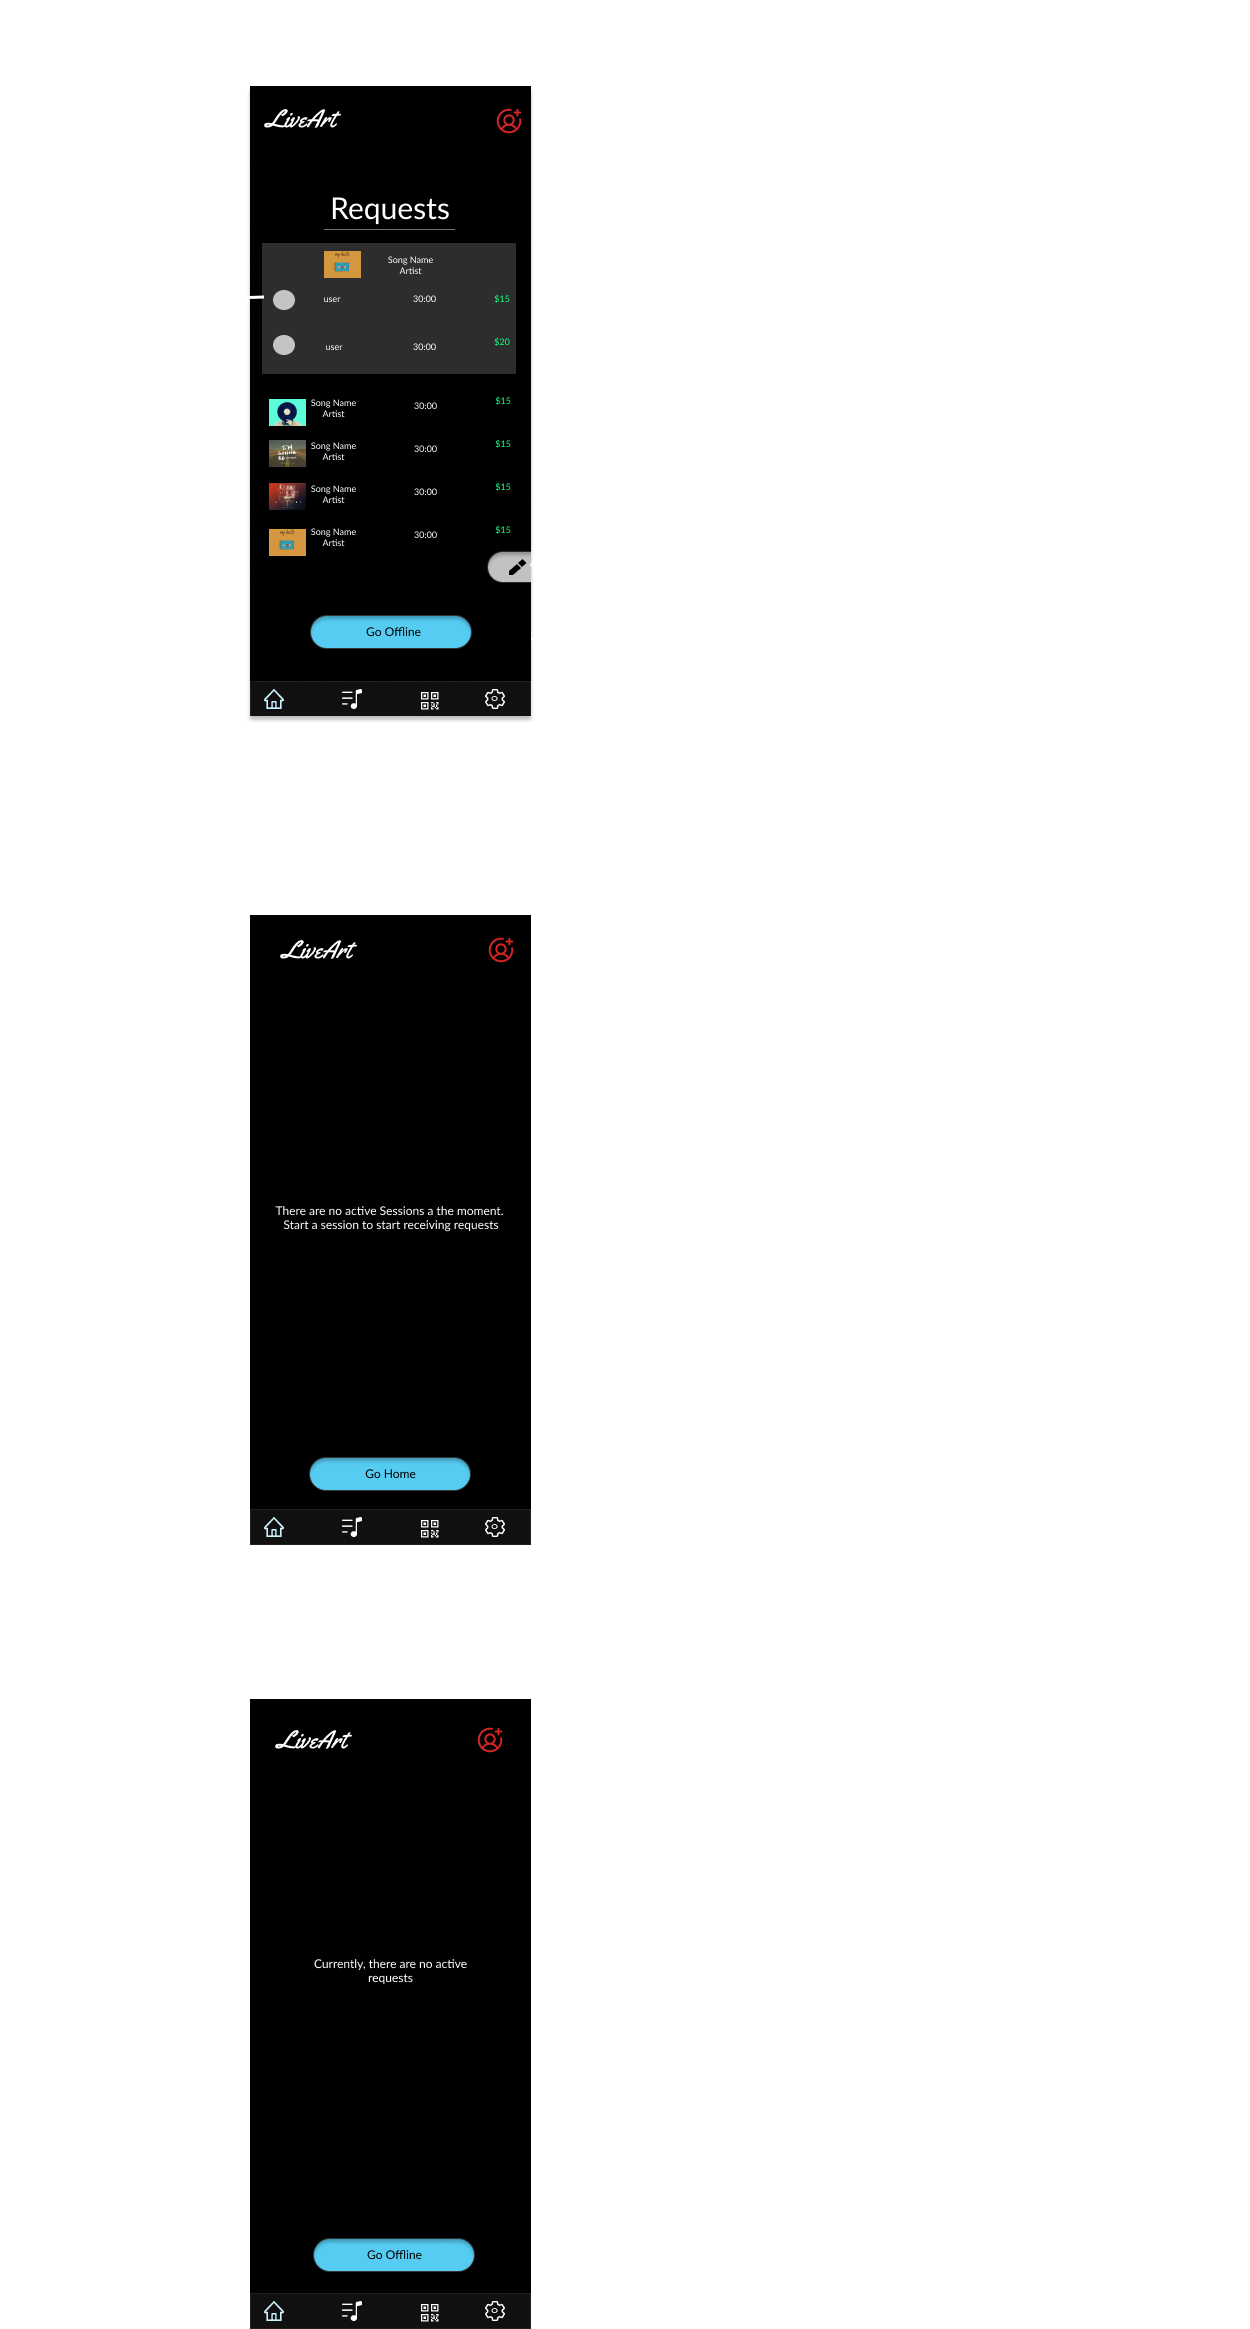 LiveArt
Requests
Song Name
Artist
user 30:00 $15
user 30:00 $20
Song Name
Artist
30:00 $15
Song Name
Artist
30:00 $15
Song Name
Artist
30:00 $15
Song Name
Artist
30:00 $15
Go Offline
LiveArt
There are no active Sessions a the moment.
Start a session to start receiving requests
Go Home
LiveArt
Currently, there are no active
requests
Go Offline